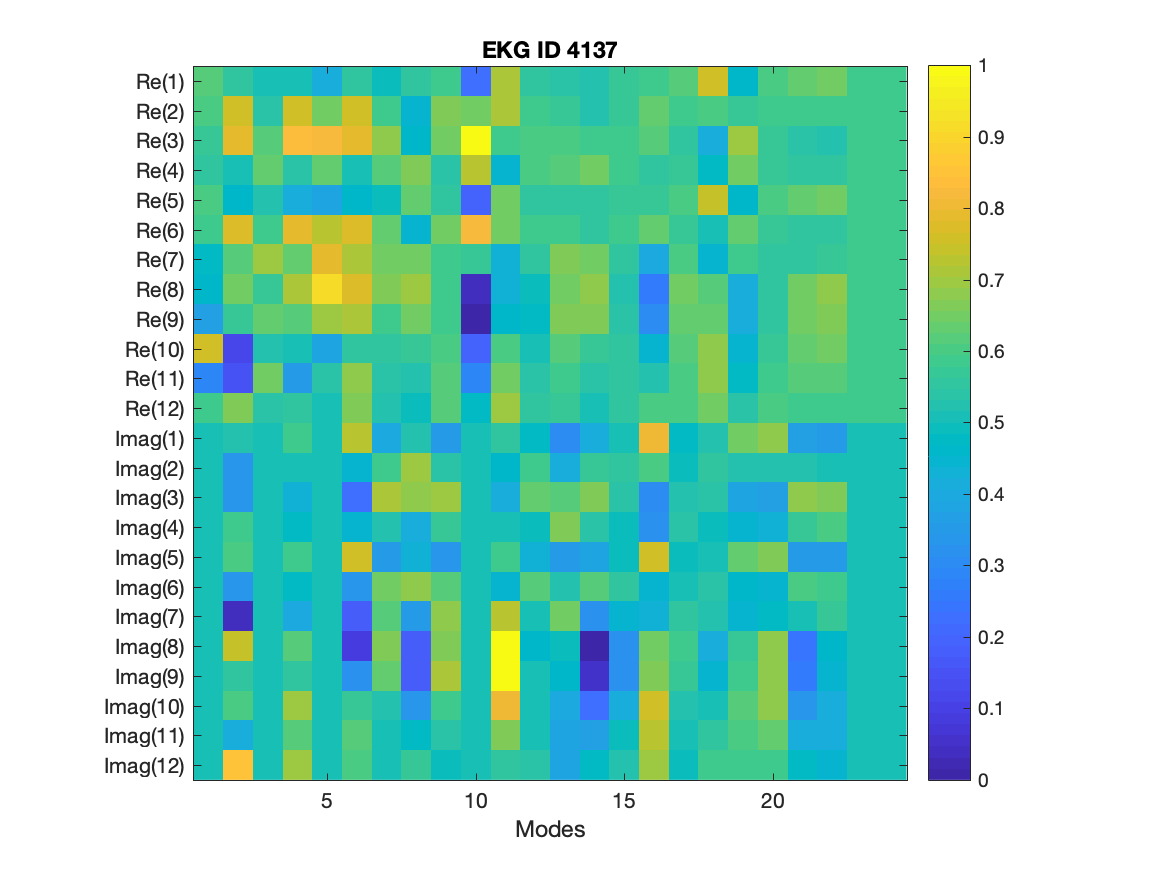 EKG ID 4137
Re(1)
Re(2)
Re(3)
Re(4)
Re(5)
Re(6)
Re(7)
Re(8)
Re(9)
Re(10)
Re(11)
Re(12)
Imag(1)
Imag(2)
Imag(3)
Imag(4)
Imag(5)
Imag(6)
Imag(7)
Imag(8)
Imag(9)
Imag(10)
Imag(11)
Imag(12)
5 10 15 20
Modes
1
0.9
0.8
0.7
0.6
0.5
0.4
0.3
0.2
0.1
0